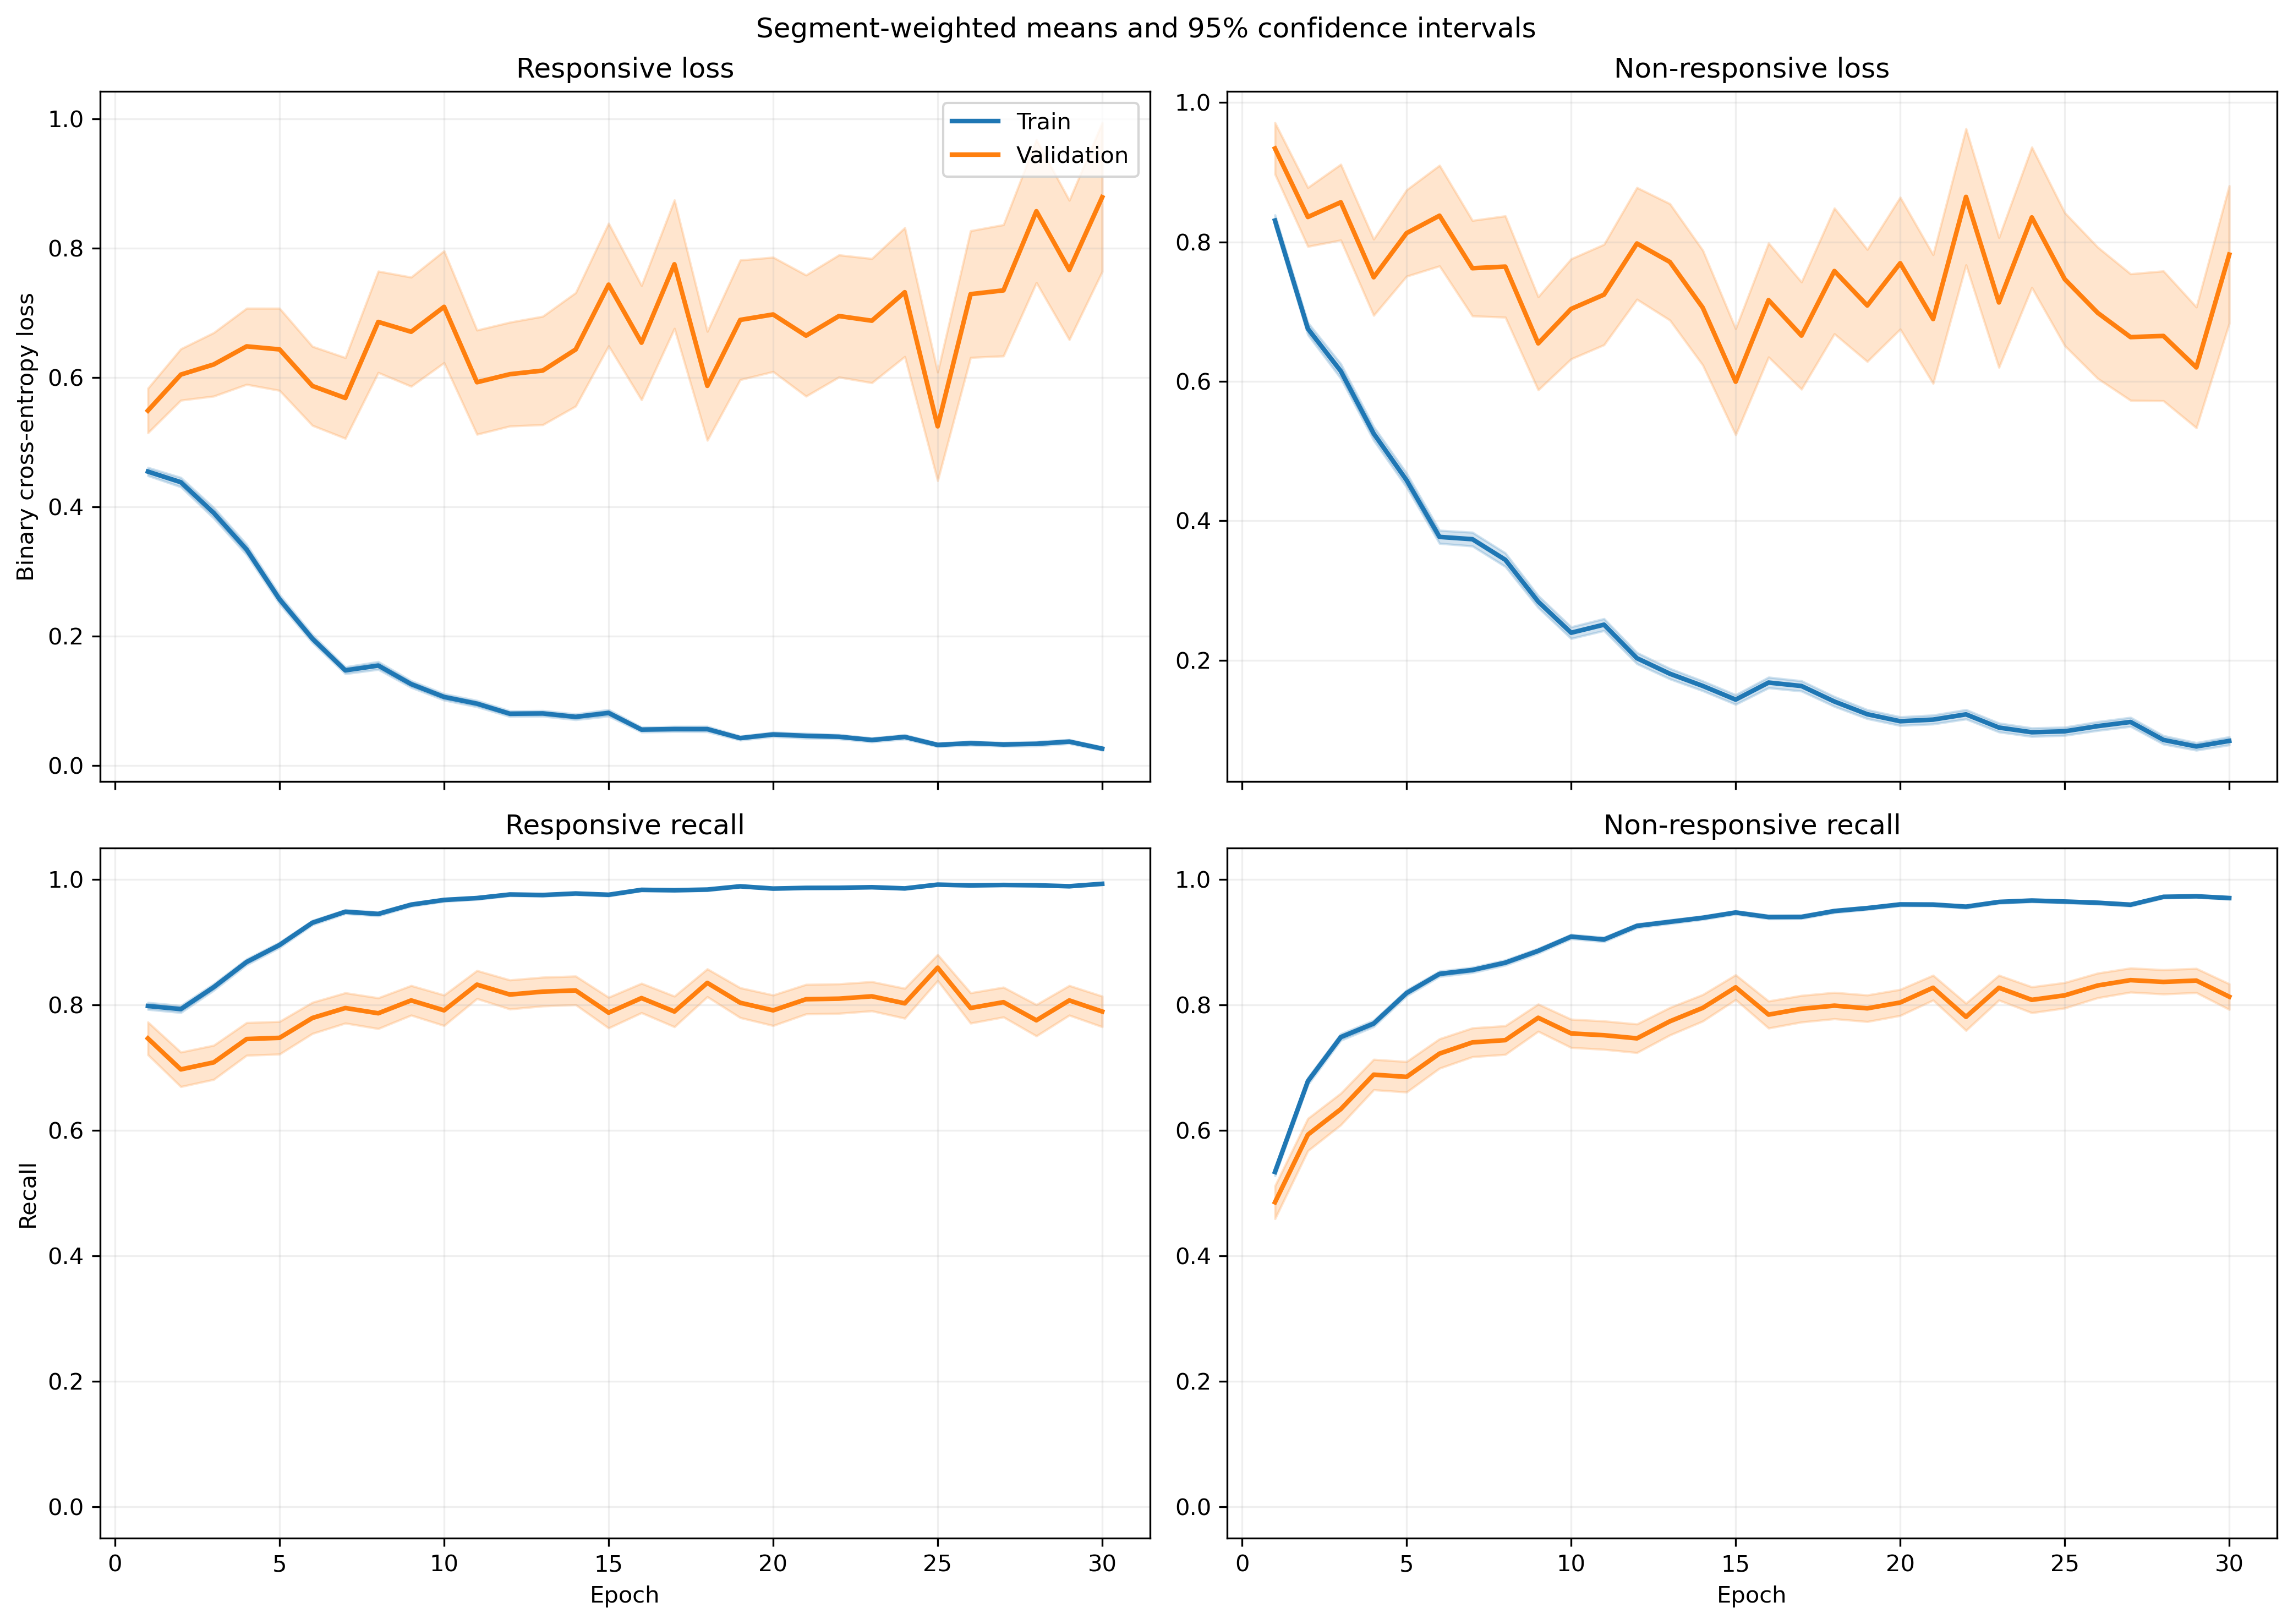 Segment-weighted means and 95% confidence intervals
Responsive loss
Non-responsive loss
Binary cross-entropy loss
1.0
0.8
0.6
0.4
0.2
0.0
Train
Validation
1.0
0.8
0.6
0.4
0.2
Responsive recall
Non-responsive recall
Recall
1.0
0.8
0.6
0.4
0.2
0.0
0 5 10 15 20 25 30
Epoch
1.0
0.8
0.6
0.4
0.2
0.0
0 5 10 15 20 25 30
Epoch